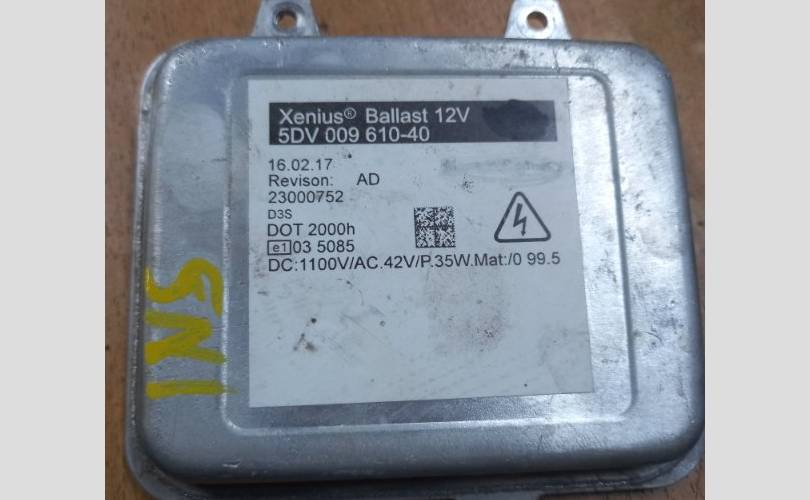 Xenius® Ballast 12V
5DV 009 610-40
16.02.17
Revison: AD
23000752
D3S
DOT 2000h
e1 03 5085
DC:1100V/AC.42V/P.35W.Mat:/0 99.5